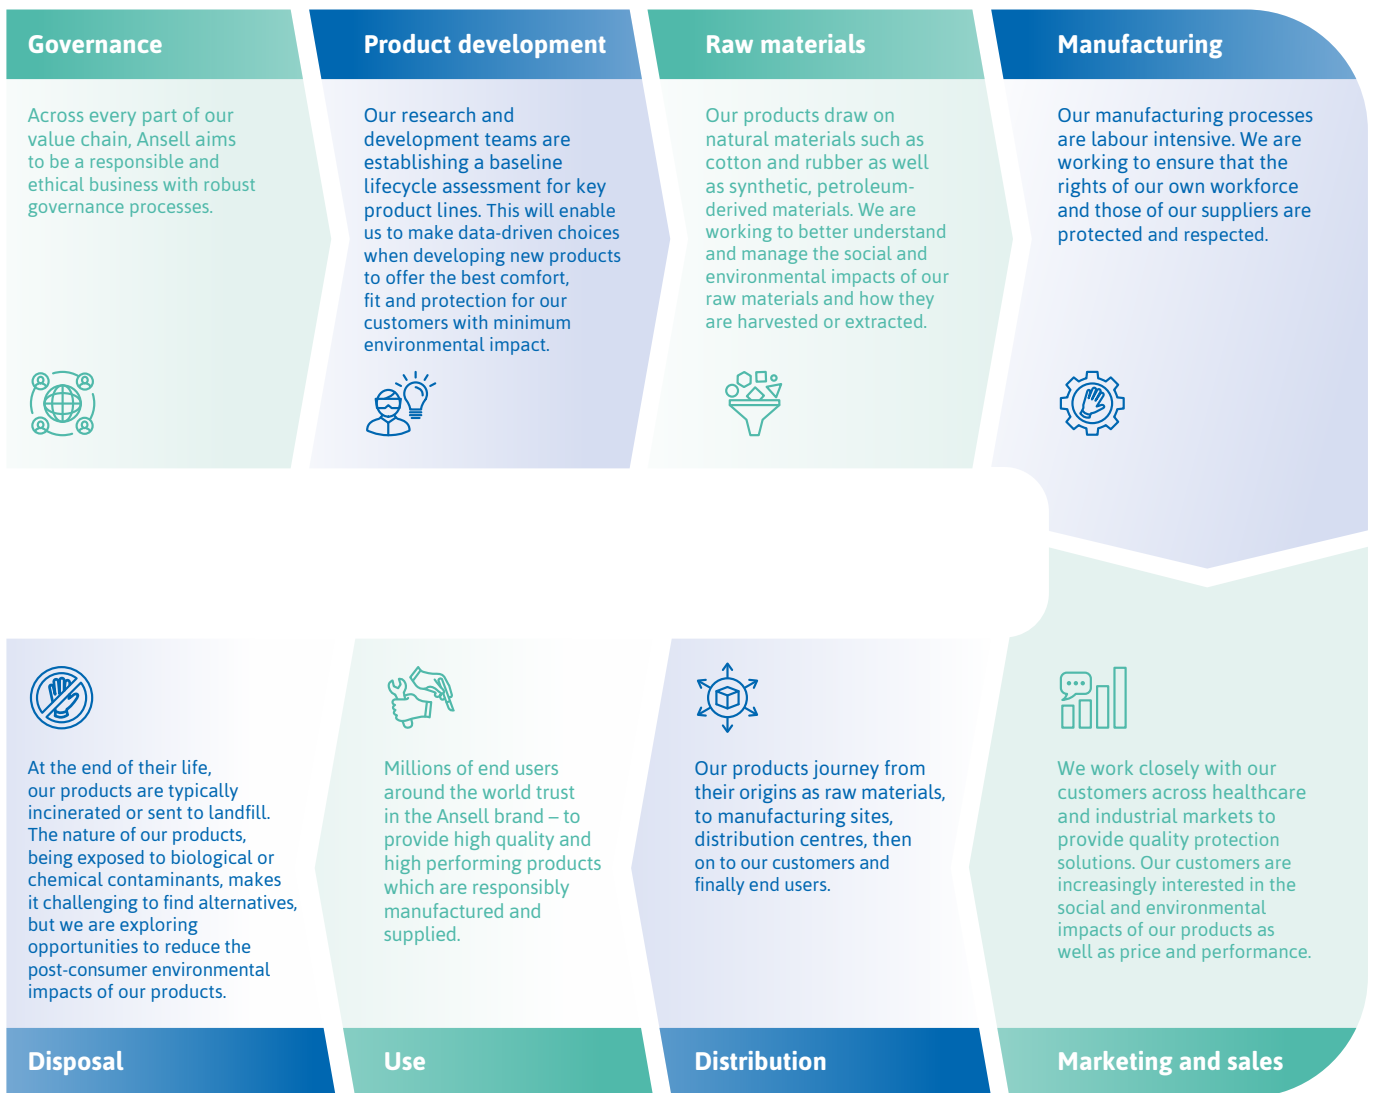 Governance
Across every part of our
value chain, Ansell aims
to be a responsible and
ethical business with robust
governance processes.
Product development
Our research and
development teams are
establishing a baseline
lifecycle assessment for key
product lines. This will enable
us to make data-driven choices
when developing new products
to offer the best comfort,
fit and protection for our
customers with minimum
environmental impact.
Raw materials
Our products draw on
natural materials such as
cotton and rubber as well
as synthetic, petroleum-
derived materials. We are
working to better understand
and manage the social and
environmental impacts of our
raw materials and how they
are harvested or extracted.
Manufacturing
Our manufacturing processes
are labour intensive. We are
working to ensure that the
rights of our own workforce
and those of our suppliers are
protected and respected.
We work closely with our
customers across healthcare
and industrial markets to
provide quality protection
solutions. Our customers are
increasingly interested in the
social and environmental
impacts of our products as
well as price and performance.
Marketing and sales
Our products journey from
their origins as raw materials,
to manufacturing sites,
distribution centres, then
on to our customers and
finally end users.
Distribution
Millions of end users
around the world trust
in the Ansell brand – to
provide high quality and
high performing products
which are responsibly
manufactured and
supplied.
Use
At the end of their life,
our products are typically
incinerated or sent to landfill.
The nature of our products,
being exposed to biological or
chemical contaminants, makes
it challenging to find alternatives,
but we are exploring
opportunities to reduce the
post-consumer environmental
impacts of our products.
Disposal